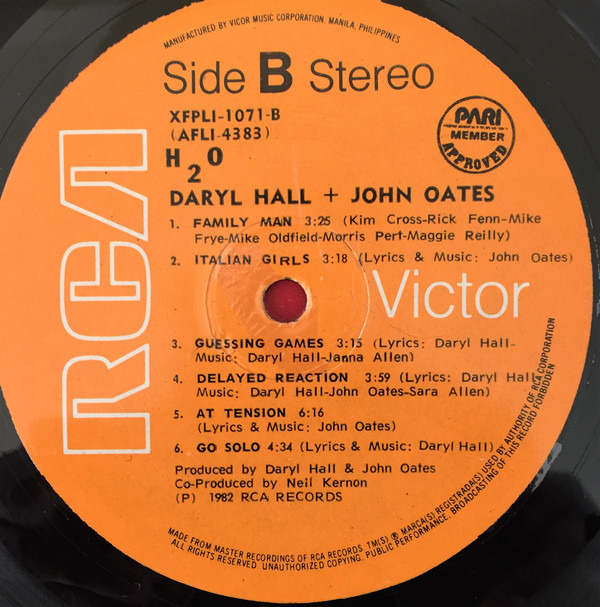 MANUFACTURED BY VICOR MUSIC CORPORATION, MANILA, PHILIPPINES
Side B Stereo
XFPLI-1071-B
(AFLI-4383)
PARI
MEMBER
APPROVED
H2O
DARYL HALL + JOHN OATES
1. FAMILY MAN 3:25 (Kim Cross-Rick Fenn-Mike
Frye-Mike Oldfield-Morris Pert-Maggie Reilly)
2. ITALIAN GIRLS 3:18 (Lyrics & Music: John Oates)
RCA
Victor
3. GUESSING GAMES 3:15 (Lyrics: Daryl Hall-
Music: Daryl Hall-Janna Allen)
4. DELAYED REACTION 3:59 (Lyrics: Daryl Hall
Music: Daryl Hall-John Oates-Sara Allen)
5. AT TENSION 6:16
(Lyrics & Music: John Oates)
6. GO SOLO 4:34 (Lyrics & Music: Daryl Hall)
Produced by Daryl Hall & John Oates
Co-Produced by Neil Kernon
(P) 1982 RCA RECORDS
MADE FROM MASTER RECORDINGS OF RCA RECORDS TM(S) ® MARCA(S) REGISTRADA(S) USED BY AUTHORITY OF RCA CORPORATION
ALL RIGHTS RESERVED. UNAUTHORIZED COPYING, PUBLIC PERFORMANCE, BROADCASTING OF THIS RECORD FORBIDDEN